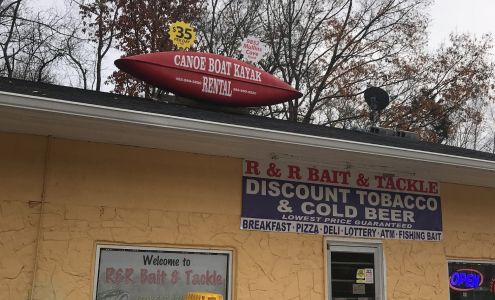 $35
CANOE BOAT KAYAK
RENTAL
R & R BAIT & TACKLE
DISCOUNT TOBACCO
& COLD BEER
LOWEST PRICE GUARANTEED
BREAKFAST · PIZZA · DELI · LOTTERY · ATM · FISHING BAIT
Welcome to
R&R Bait & Tackle
OPEN